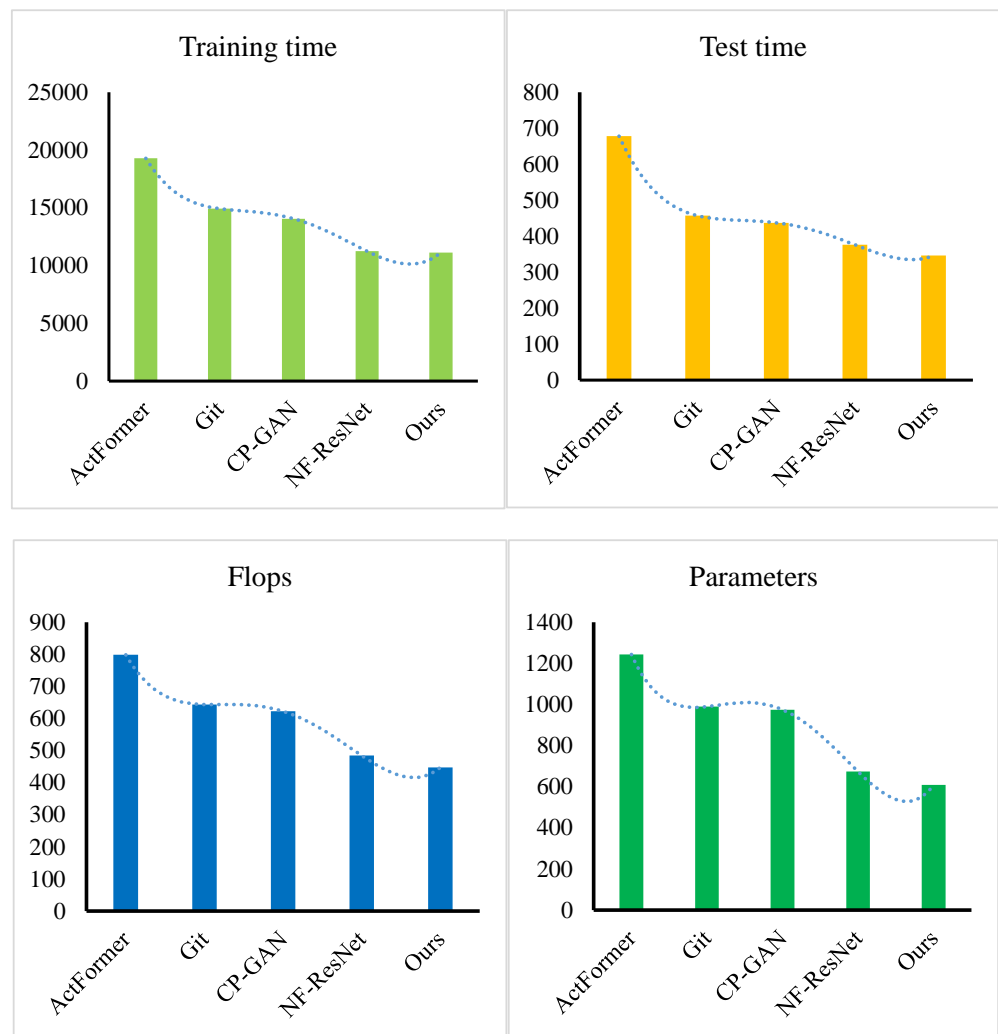 Training time
25000
20000
15000
10000
5000
0
ActFormer
Git
CP-GAN
NF-ResNet
Ours
Test time
800
700
600
500
400
300
200
100
0
ActFormer
Git
CP-GAN
NF-ResNet
Ours
Flops
900
800
700
600
500
400
300
200
100
0
ActFormer
Git
CP-GAN
NF-ResNet
Ours
Parameters
1400
1200
1000
800
600
400
200
0
ActFormer
Git
CP-GAN
NF-ResNet
Ours